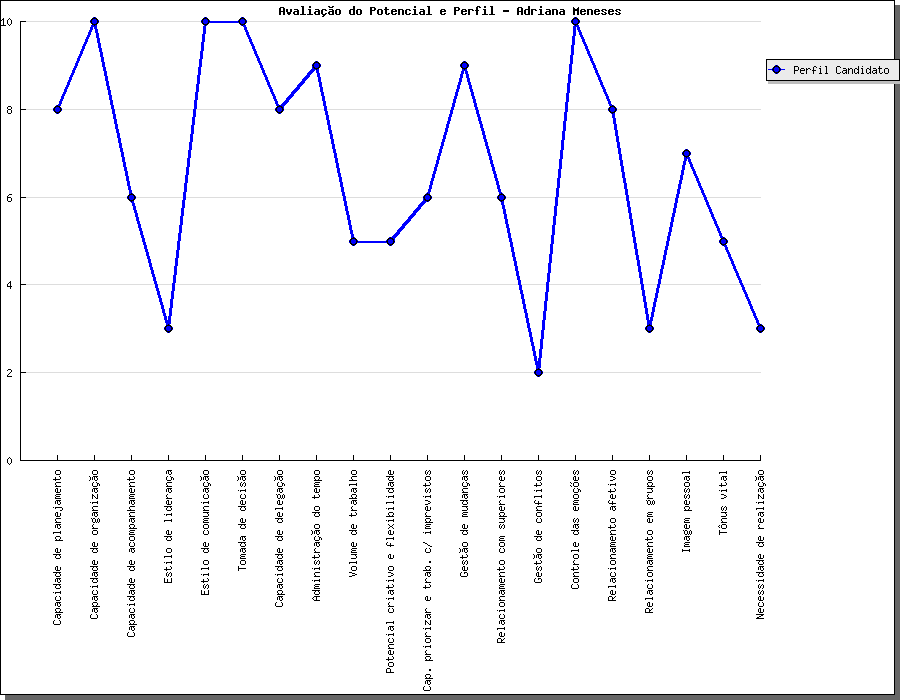 Avaliação do Potencial e Perfil - Adriana Meneses
Perfil Candidato
10
8
6
4
2
0
Capacidade de planejamento
Capacidade de organização
Capacidade de acompanhamento
Estilo de liderança
Estilo de comunicação
Tomada de decisão
Capacidade de delegação
Administração do tempo
Volume de trabalho
Potencial criativo e flexibilidade
Cap. priorizar e trab. c/ imprevistos
Gestão de mudanças
Relacionamento com superiores
Gestão de conflitos
Controle das emoções
Relacionamento afetivo
Relacionamento em grupos
Imagem pessoal
Tônus vital
Necessidade de realização